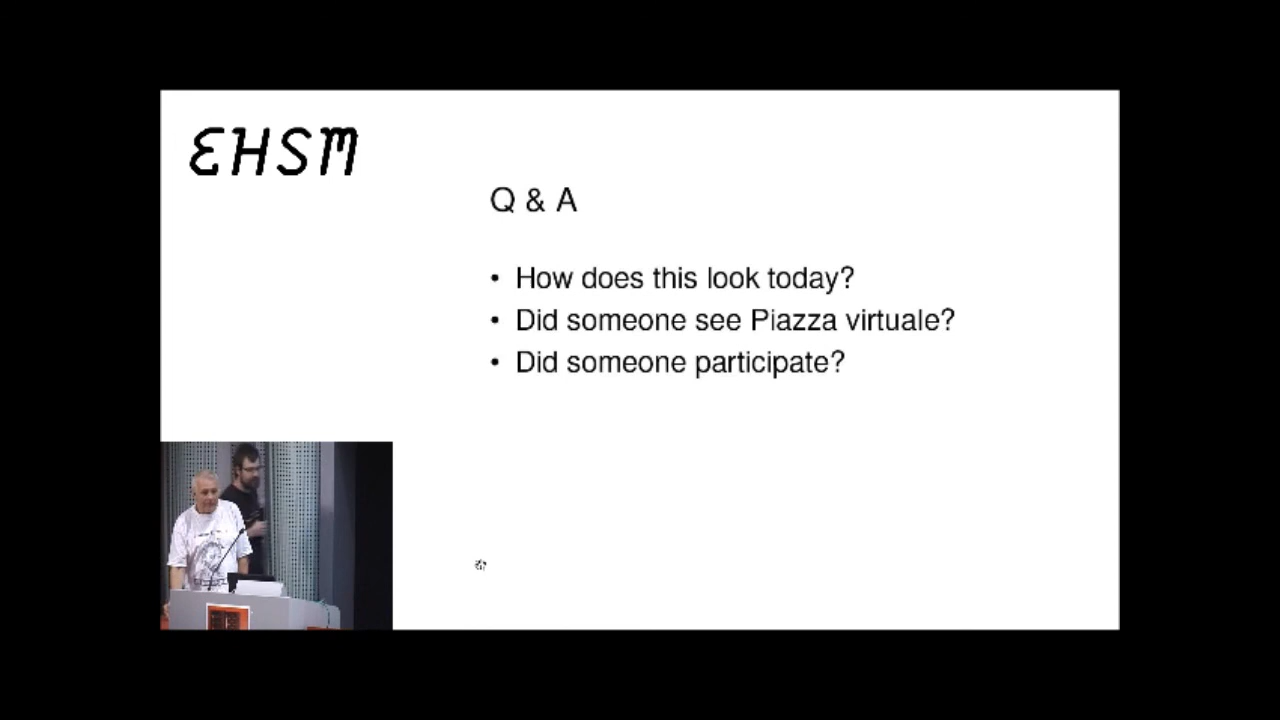 EHSM
Q & A
• How does this look today?
• Did someone see Piazza virtuale?
• Did someone participate?